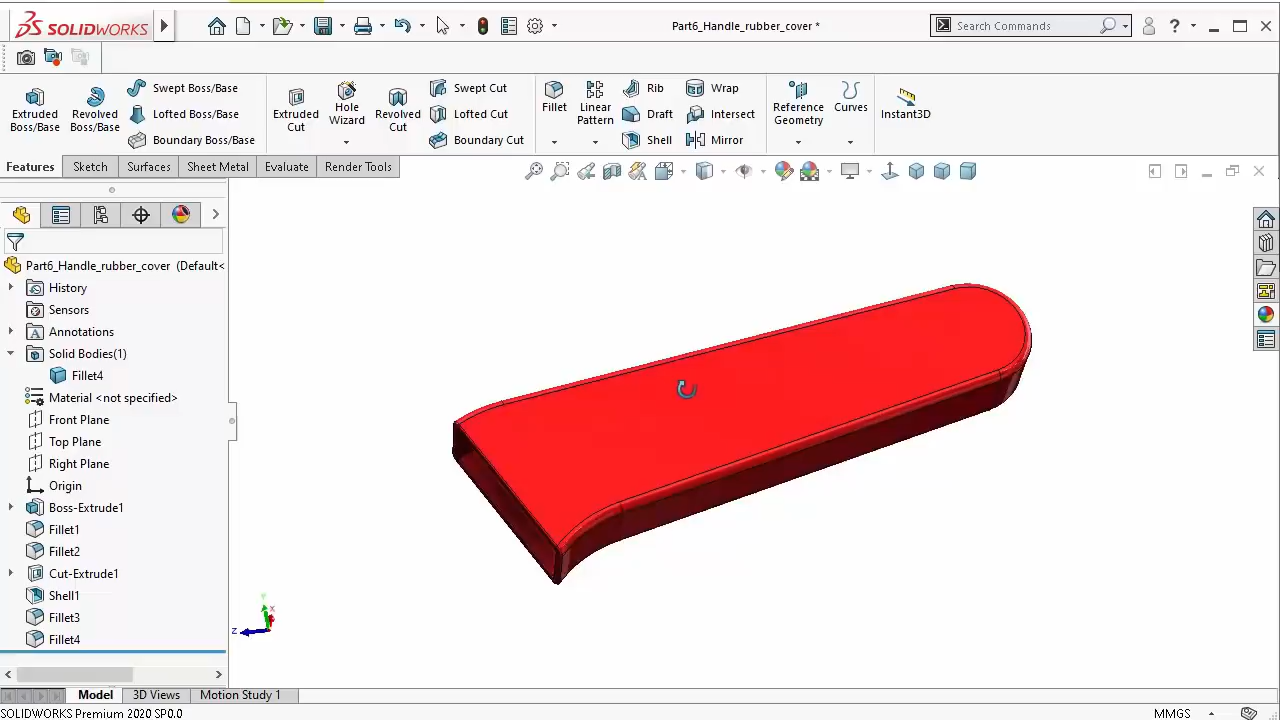 SOLIDWORKS
Part6_Handle_rubber_cover *
Search Commands
?
Extruded Boss/Base
Revolved Boss/Base
Swept Boss/Base
Lofted Boss/Base
Boundary Boss/Base
Extruded Cut
Hole Wizard
Revolved Cut
Swept Cut
Lofted Cut
Boundary Cut
Fillet
Linear Pattern
Rib
Draft
Shell
Wrap
Intersect
Mirror
Reference Geometry
Curves
Instant3D
Features
Sketch
Surfaces
Sheet Metal
Evaluate
Render Tools
Part6_Handle_rubber_cover (Default<
History
Sensors
Annotations
Solid Bodies(1)
Fillet4
Material <not specified>
Front Plane
Top Plane
Right Plane
Origin
Boss-Extrude1
Fillet1
Fillet2
Cut-Extrude1
Shell1
Fillet3
Fillet4
Y
X
Z
Model
3D Views
Motion Study 1
SOLIDWORKS Premium 2020 SP0.0
MMGS